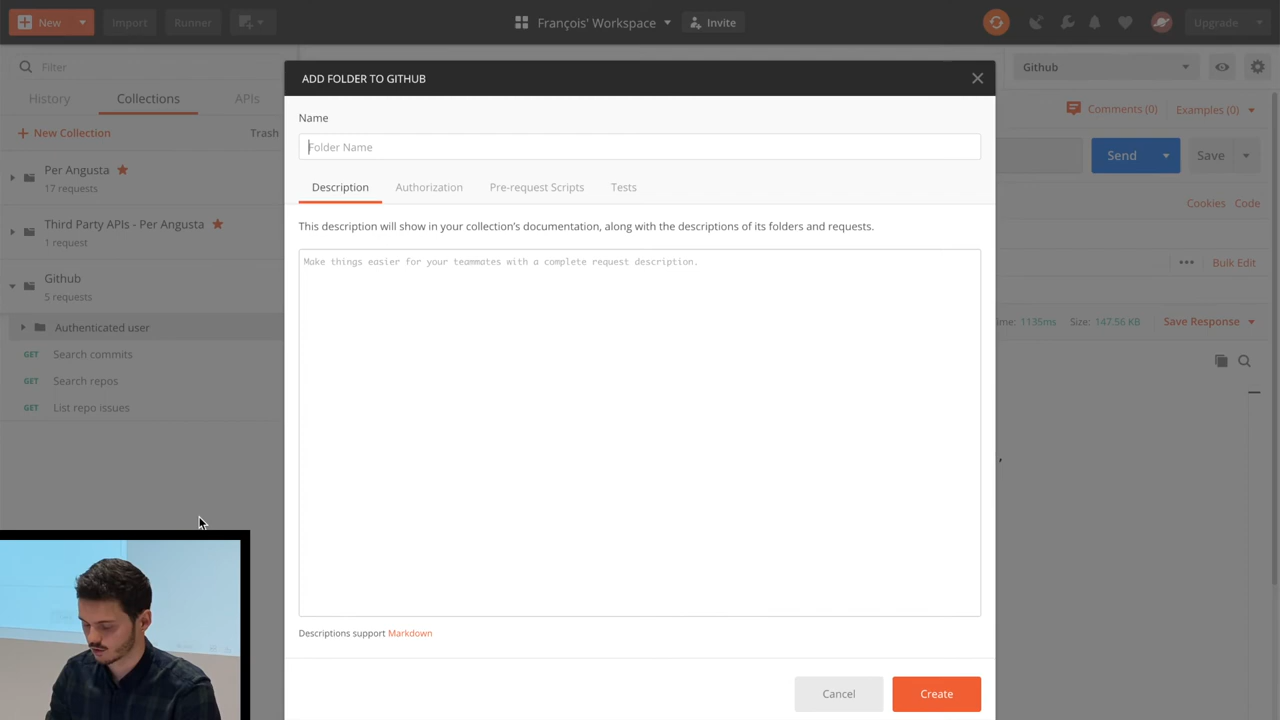 New
Import
Runner
François' Workspace
Invite
Upgrade
Filter
History
Collections
APIs
New Collection
Trash
Per Angusta
17 requests
Third Party APIs - Per Angusta
1 request
Github
5 requests
Authenticated user
GET Search commits
GET Search repos
GET List repo issues
ADD FOLDER TO GITHUB
Name
Folder Name
Description
Authorization
Pre-request Scripts
Tests
This description will show in your collection's documentation, along with the descriptions of its folders and requests.
Make things easier for your teammates with a complete request description.
Descriptions support Markdown
Cancel
Create
Github
Comments (0)
Examples (0)
Send
Save
Cookies
Code
Bulk Edit
me: 1135ms
Size: 147.56 KB
Save Response
,